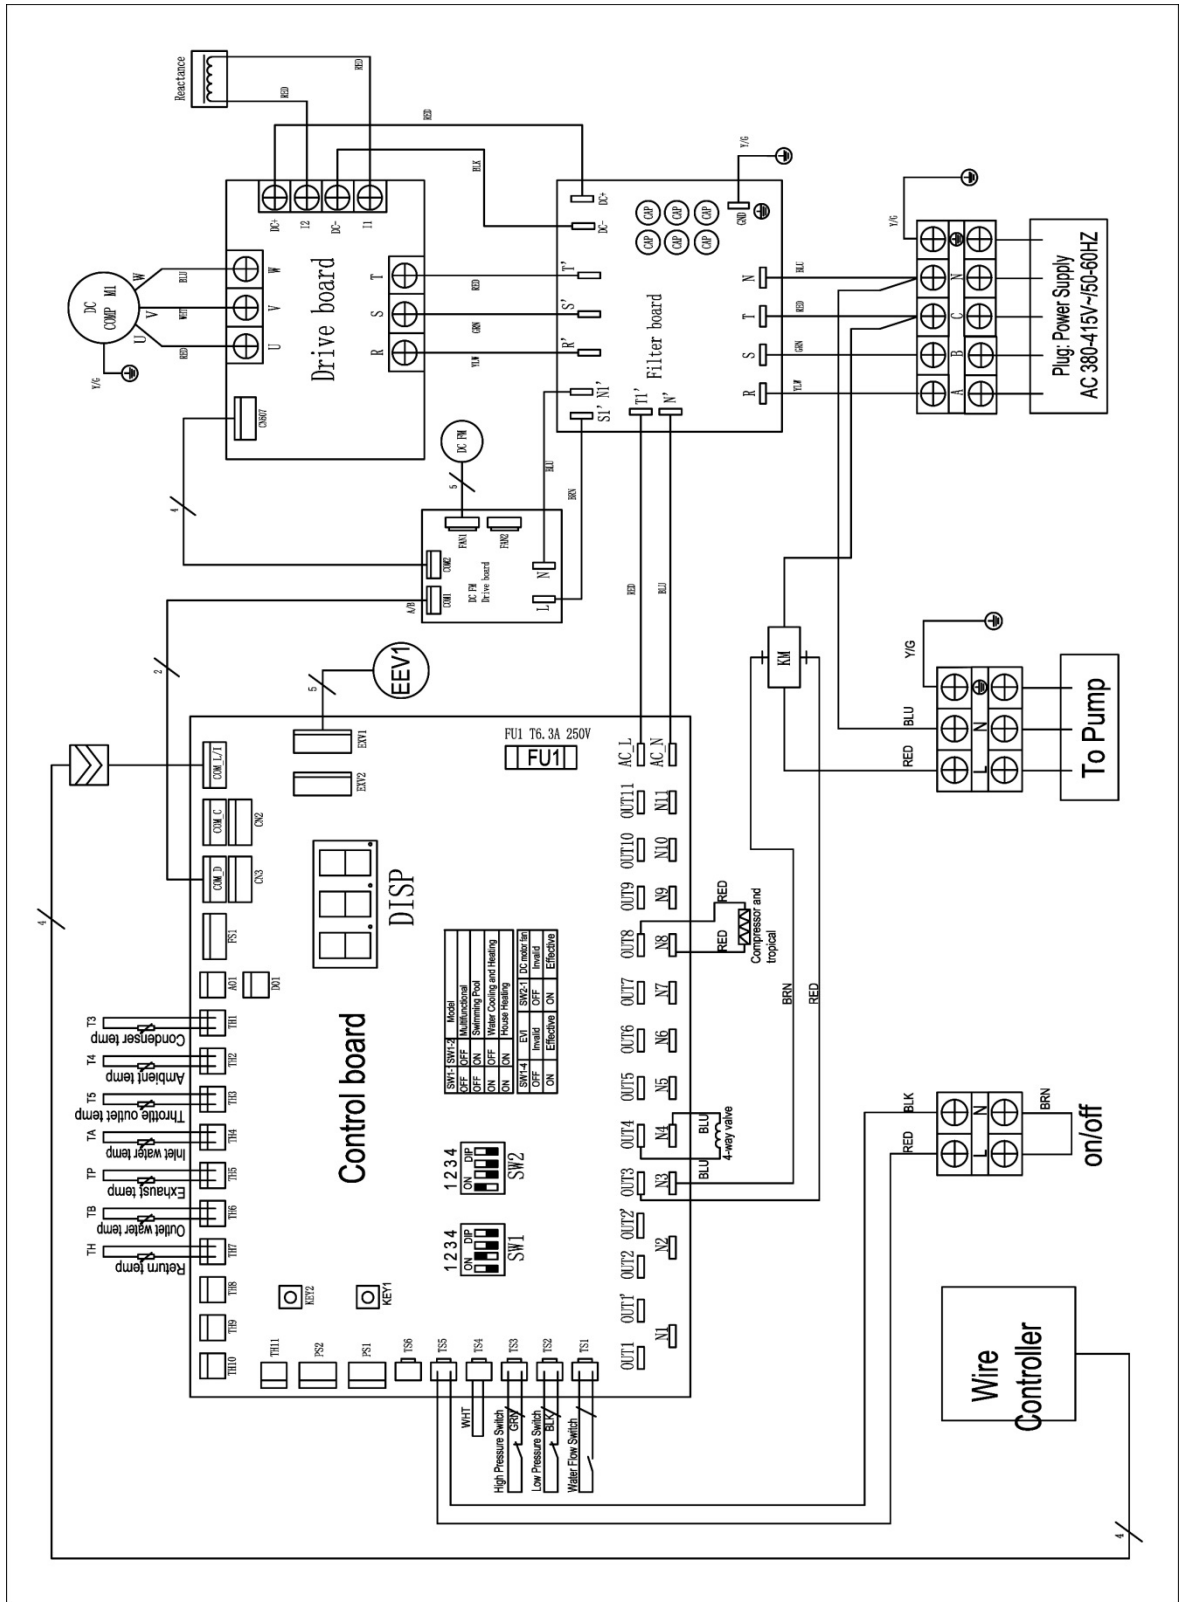 Reactance
RED
RED
RED
BLK
Y/G
DC
COMP M1
U
V
W
RED
WHT
BLU
Y/G
U
V
W
DC+
I2
DC-
I1
Drive board
CN807
R
S
T
YLW
GRN
RED
R'
S'
T'
DC-
DC+
CAP
CAP
CAP
CAP
CAP
CAP
GND
Filter board
S1' N1'
T1'
N'
R
S
T
N
YLW
GRN
RED
BLU
Y/G
A
B
C
N
Plug: Power Supply
AC 380-415V~/50-60HZ
DC FM
5
4
FAN1
FAN2
COM2
COM1
A/B
DC FM
Drive board
L
N
BLU
BRN
2
RED
BLU
EEV1
5
EXV1
EXV2
FU1 T6.3A 250V
FU1
KM
Y/G
BLU
RED
L
N
To Pump
COM_L/I
COM_C
CN2
COM_D
CN3
FS1
AO1
DO1
DISP
4
T3
Condenser temp
TH1
T4
Ambient temp
TH2
T5
Throttle outlet temp
TH3
TA
Inlet water temp
TH4
TP
Exhaust temp
TH5
TB
Outlet water temp
TH6
TH
Return temp
TH7
TH8
TH9
TH10
Control board
SW1-1 SW1-2 Model
OFF OFF Multifunctional
OFF ON Swimming Pool
ON OFF Water Cooling and Heating
ON ON House Heating
SW1-4 EVI SW2-1 DC motor fan
OFF Invalid OFF Invalid
ON Effective ON Effective
1 2 3 4
ON DIP
SW2
1 2 3 4
ON DIP
SW1
KEY2
KEY1
TH11
PS2
PS1
TS6
TS5
TS4
TS3
TS2
TS1
WHT
High Pressure Switch
GRN
Low Pressure Switch
BLK
Water Flow Switch
OUT1
OUT1'
N1
OUT2
OUT2'
N2
OUT3
N3
OUT4
N4
OUT5
N5
OUT6
N6
OUT7
N7
OUT8
N8
OUT9
N9
OUT10
N10
OUT11
N11
AC_L
AC_N
BLU
BLU
4-way valve
RED
RED
Compressor and
tropical
BRN
RED
BLK
RED
L
N
BRN
on/off
Wire
Controller
4